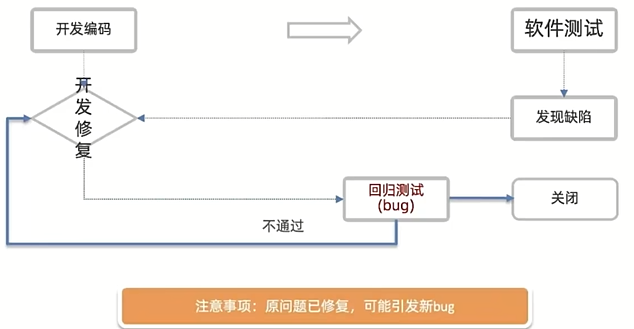 开发编码
软件测试
开发修复
发现缺陷
回归测试
(bug)
关闭
不通过
注意事项：原问题已修复，可能引发新bug